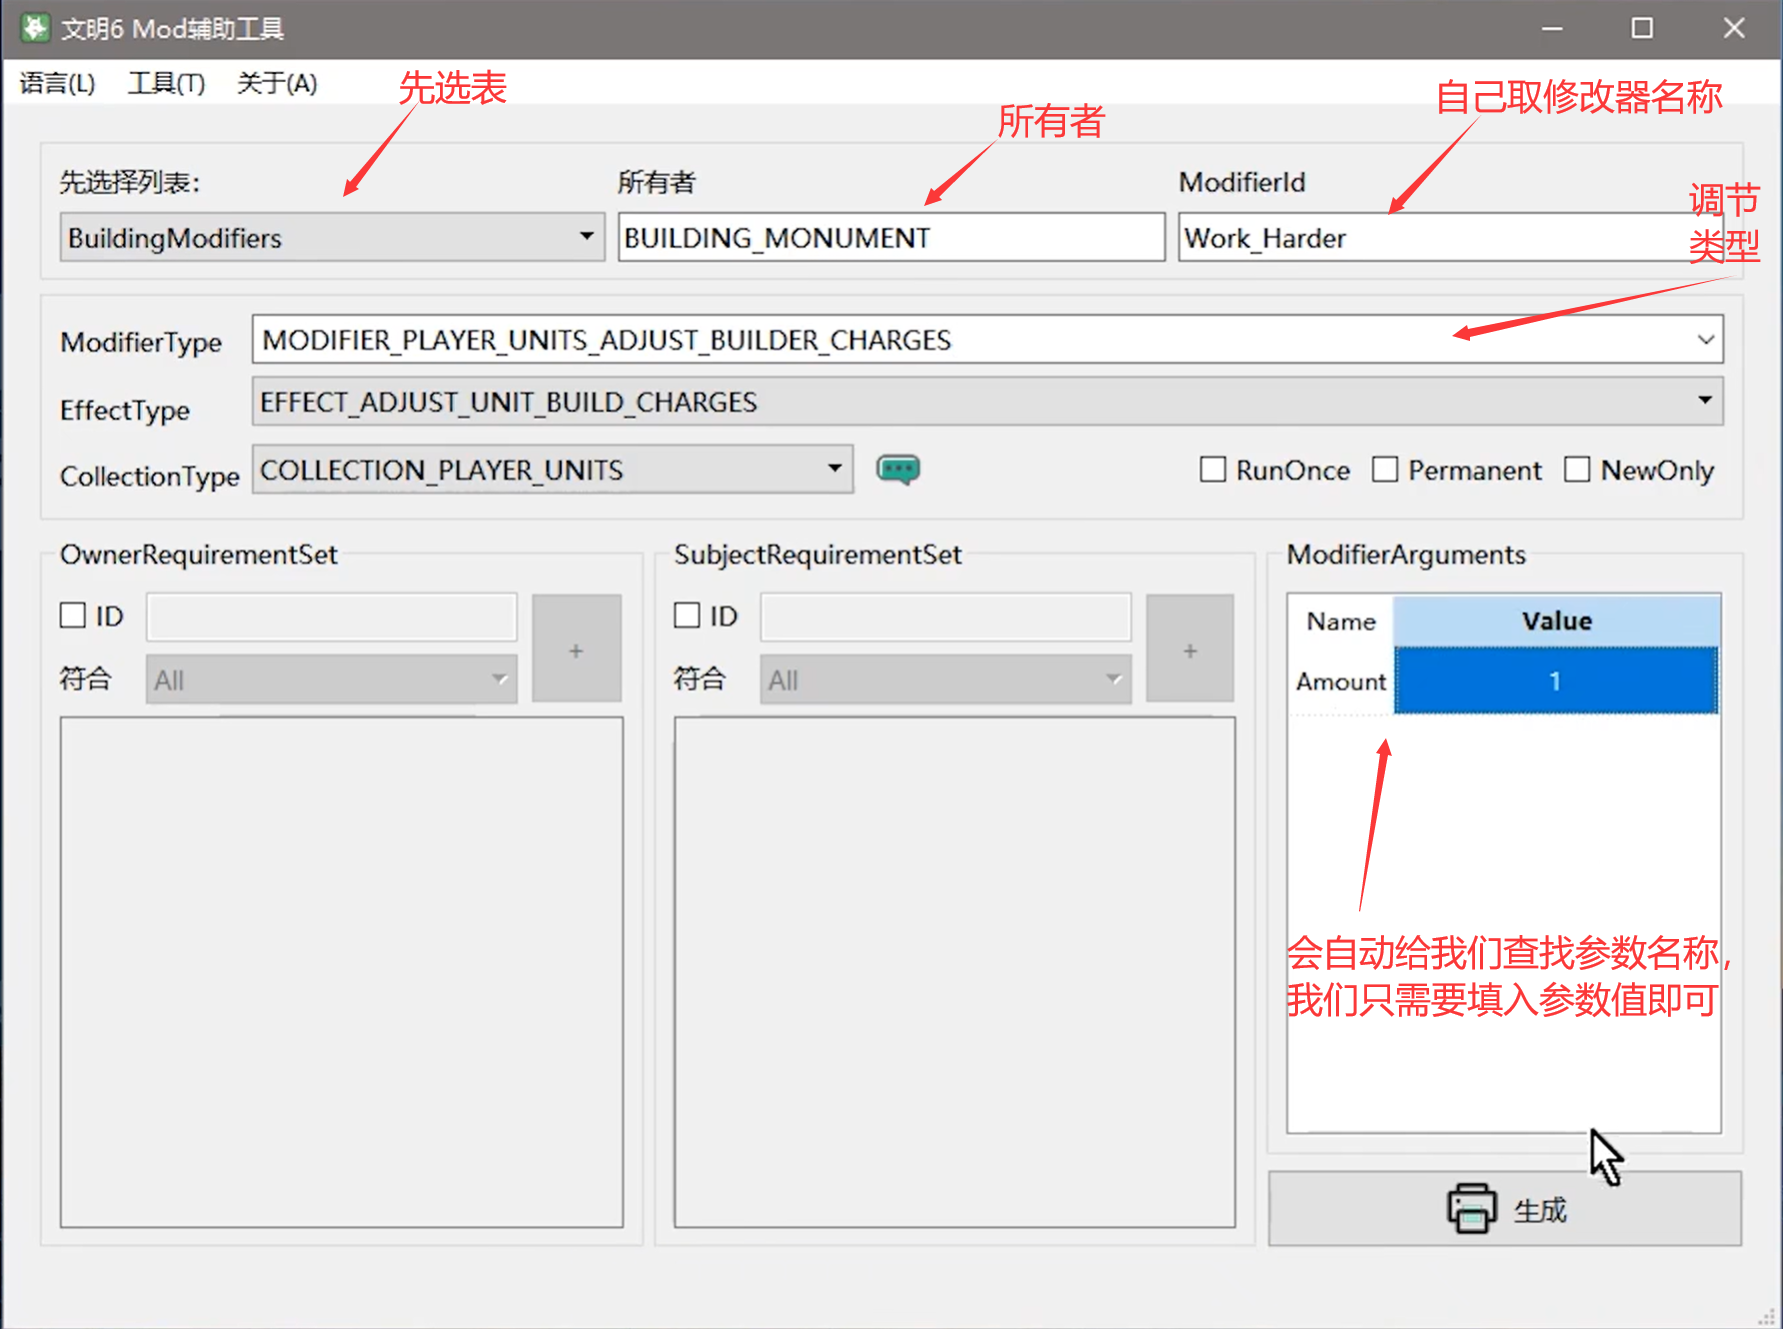 文明6 Mod辅助工具
语言(L) 工具(T) 关于(A)
先选表
所有者
自己取修改器名称
先选择列表:
所有者
ModifierId
调节
类型
BuildingModifiers
BUILDING_MONUMENT
Work_Harder
ModifierType
MODIFIER_PLAYER_UNITS_ADJUST_BUILDER_CHARGES
EffectType
EFFECT_ADJUST_UNIT_BUILD_CHARGES
CollectionType
COLLECTION_PLAYER_UNITS
RunOnce
Permanent
NewOnly
OwnerRequirementSet
ID
+
符合
All
SubjectRequirementSet
ID
+
符合
All
ModifierArguments
Name Value
Amount 1
会自动给我们查找参数名称,
我们只需要填入参数值即可
生成